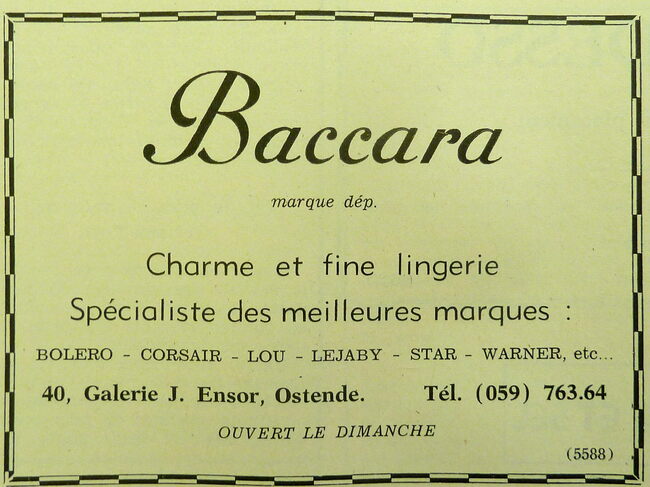 Baccara
marque dép.
Charme et fine lingerie
Spécialiste des meilleures marques :
BOLERO - CORSAIR - LOU - LEJABY - STAR - WARNER, etc...
40, Galerie J. Ensor, Ostende. Tél. (059) 763.64
OUVERT LE DIMANCHE
(5588)